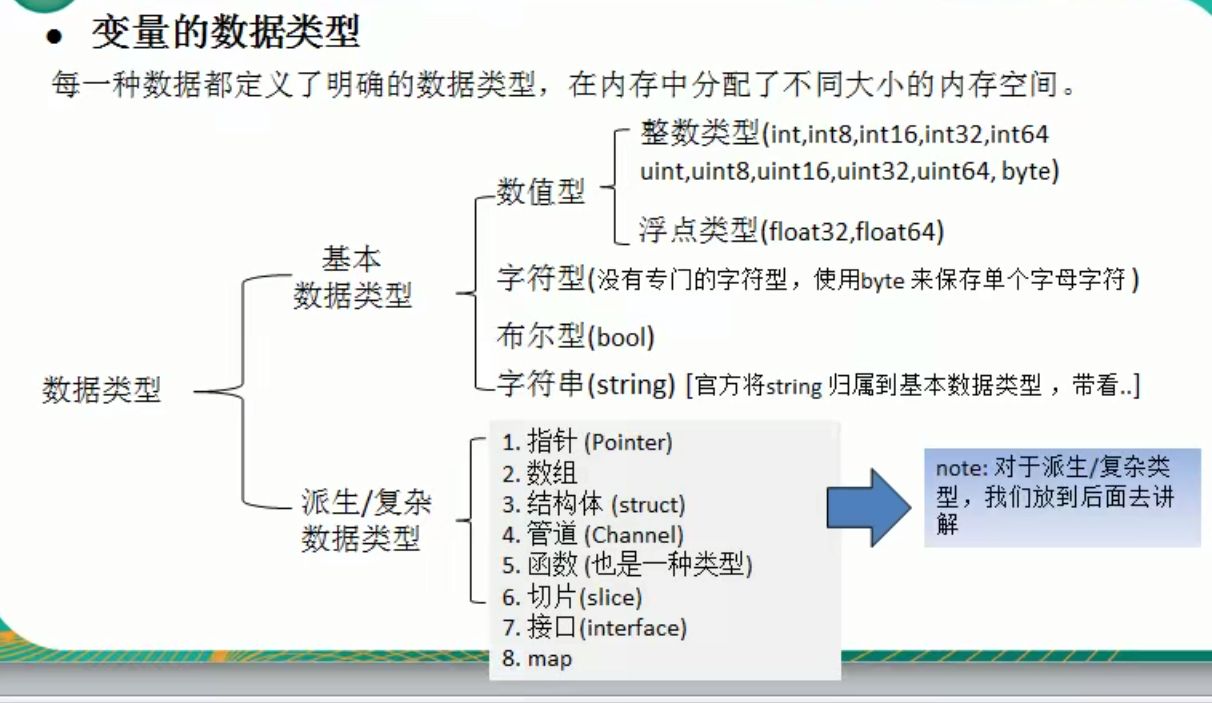 变量的数据类型
每一种数据都定义了明确的数据类型，在内存中分配了不同大小的内存空间。
整数类型(int,int8,int16,int32,int64
uint,uint8,uint16,uint32,uint64, byte)
数值型
浮点类型(float32,float64)
基本
数据类型
字符型(没有专门的字符型，使用byte 来保存单个字母字符 )
布尔型(bool)
字符串(string) [官方将string 归属到基本数据类型 ，带看..]
数据类型
派生/复杂
数据类型
1. 指针 (Pointer)
2. 数组
3. 结构体 (struct)
4. 管道 (Channel)
5. 函数 (也是一种类型)
6. 切片(slice)
7. 接口(interface)
8. map
note: 对于派生/复杂类
型，我们放到后面去讲
解